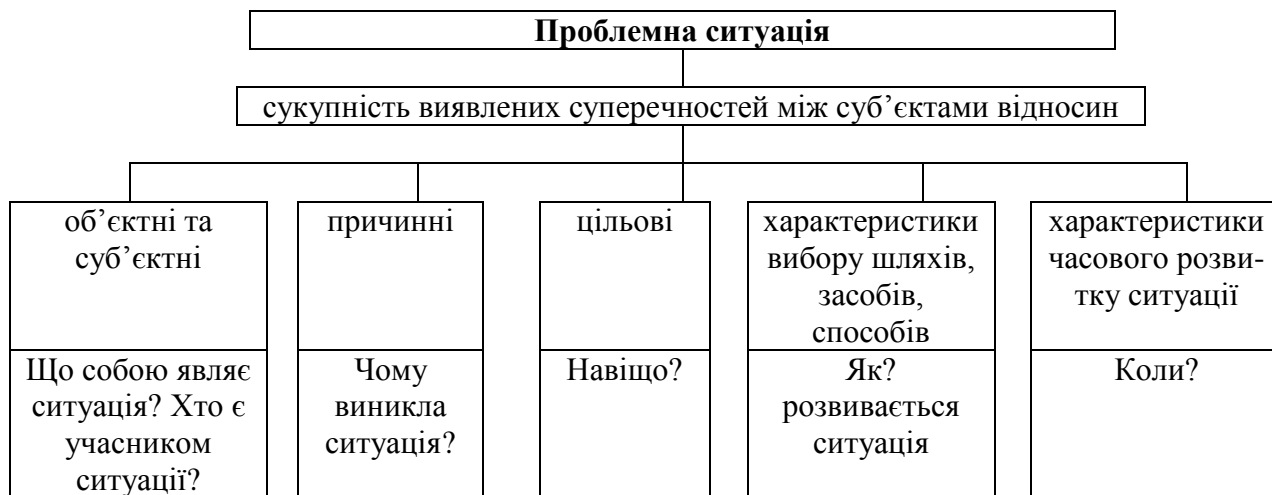 Проблемна ситуація
сукупність виявлених суперечностей між суб’єктами відносин
об’єктні та
суб’єктні
причинні
цільові
характеристики
вибору шляхів,
засобів,
способів
характеристики
часового розви-
тку ситуації
Що собою являє
ситуація? Хто є
учасником
ситуації?
Чому
виникла
ситуація?
Навіщо?
Як?
розвивається
ситуація
Коли?